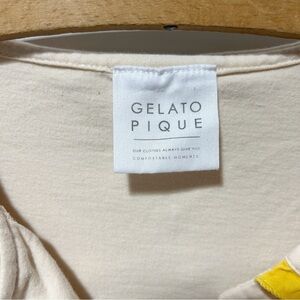 GELATO
PIQUE
OUR CLOTHES ALWAYS GIVE YOU
COMFORTABLE MOMENTS.